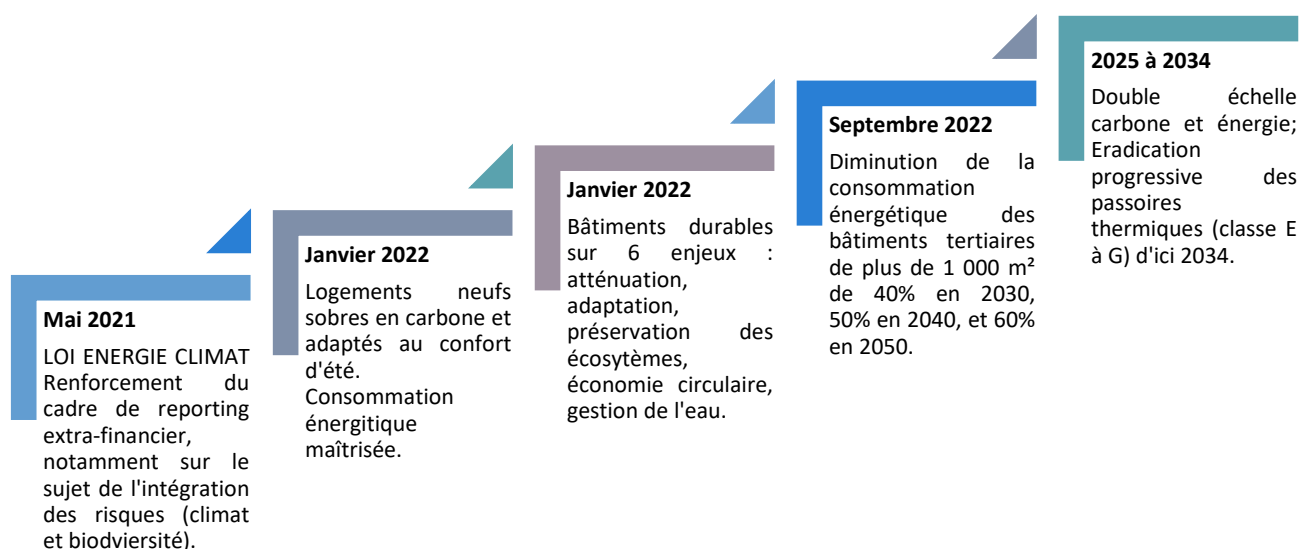 Mai 2021
LOI ENERGIE CLIMAT
Renforcement du
cadre de reporting
extra-financier,
notamment sur le
sujet de l'intégration
des risques (climat
et biodviersité).
Janvier 2022
Logements neufs
sobres en carbone et
adaptés au confort
d'été.
Consommation
énergitique
maîtrisée.
Janvier 2022
Bâtiments durables
sur 6 enjeux :
atténuation,
adaptation,
préservation des
écosytèmes,
économie circulaire,
gestion de l'eau.
Septembre 2022
Diminution de la
consommation
énergétique des
bâtiments tertiaires
de plus de 1 000 m²
de 40% en 2030,
50% en 2040, et 60%
en 2050.
2025 à 2034
Double échelle
carbone et énergie;
Eradication
progressive des
passoires
thermiques (classe E
à G) d'ici 2034.